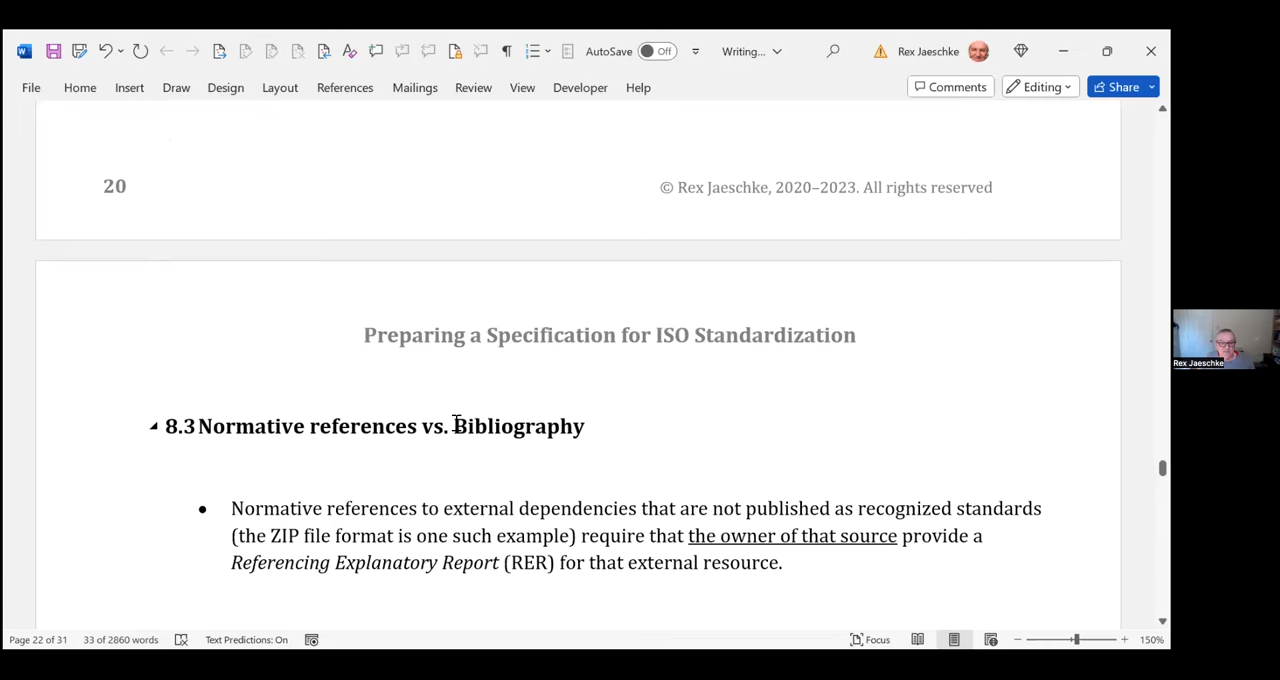 AutoSave Off Writing... Rex Jaeschke
File Home Insert Draw Design Layout References Mailings Review View Developer Help Comments Editing Share
20 © Rex Jaeschke, 2020–2023. All rights reserved
Preparing a Specification for ISO Standardization
8.3 Normative references vs. Bibliography
• Normative references to external dependencies that are not published as recognized standards
(the ZIP file format is one such example) require that the owner of that source provide a
Referencing Explanatory Report (RER) for that external resource.
Rex Jaeschke
Page 22 of 31 33 of 2860 words Text Predictions: On Focus 150%